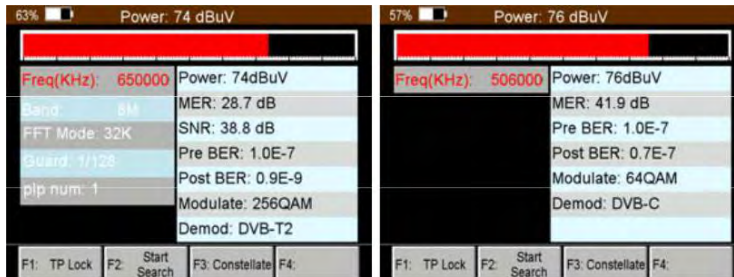 63% Power: 74 dBuV
Freq(KHz): 650000
Band: 8M
FFT Mode: 32K
Guard: 1/128
plp num: 1
Power: 74dBuV
MER: 28.7 dB
SNR: 38.8 dB
Pre BER: 1.0E-7
Post BER: 0.9E-9
Modulate: 256QAM
Demod: DVB-T2
F1: TP Lock F2: Start Search F3: Constellate F4:
57% Power: 76 dBuV
Freq(KHz): 506000
Power: 76dBuV
MER: 41.9 dB
Pre BER: 1.0E-7
Post BER: 0.7E-7
Modulate: 64QAM
Demod: DVB-C
F1: TP Lock F2: Start Search F3: Constellate F4: